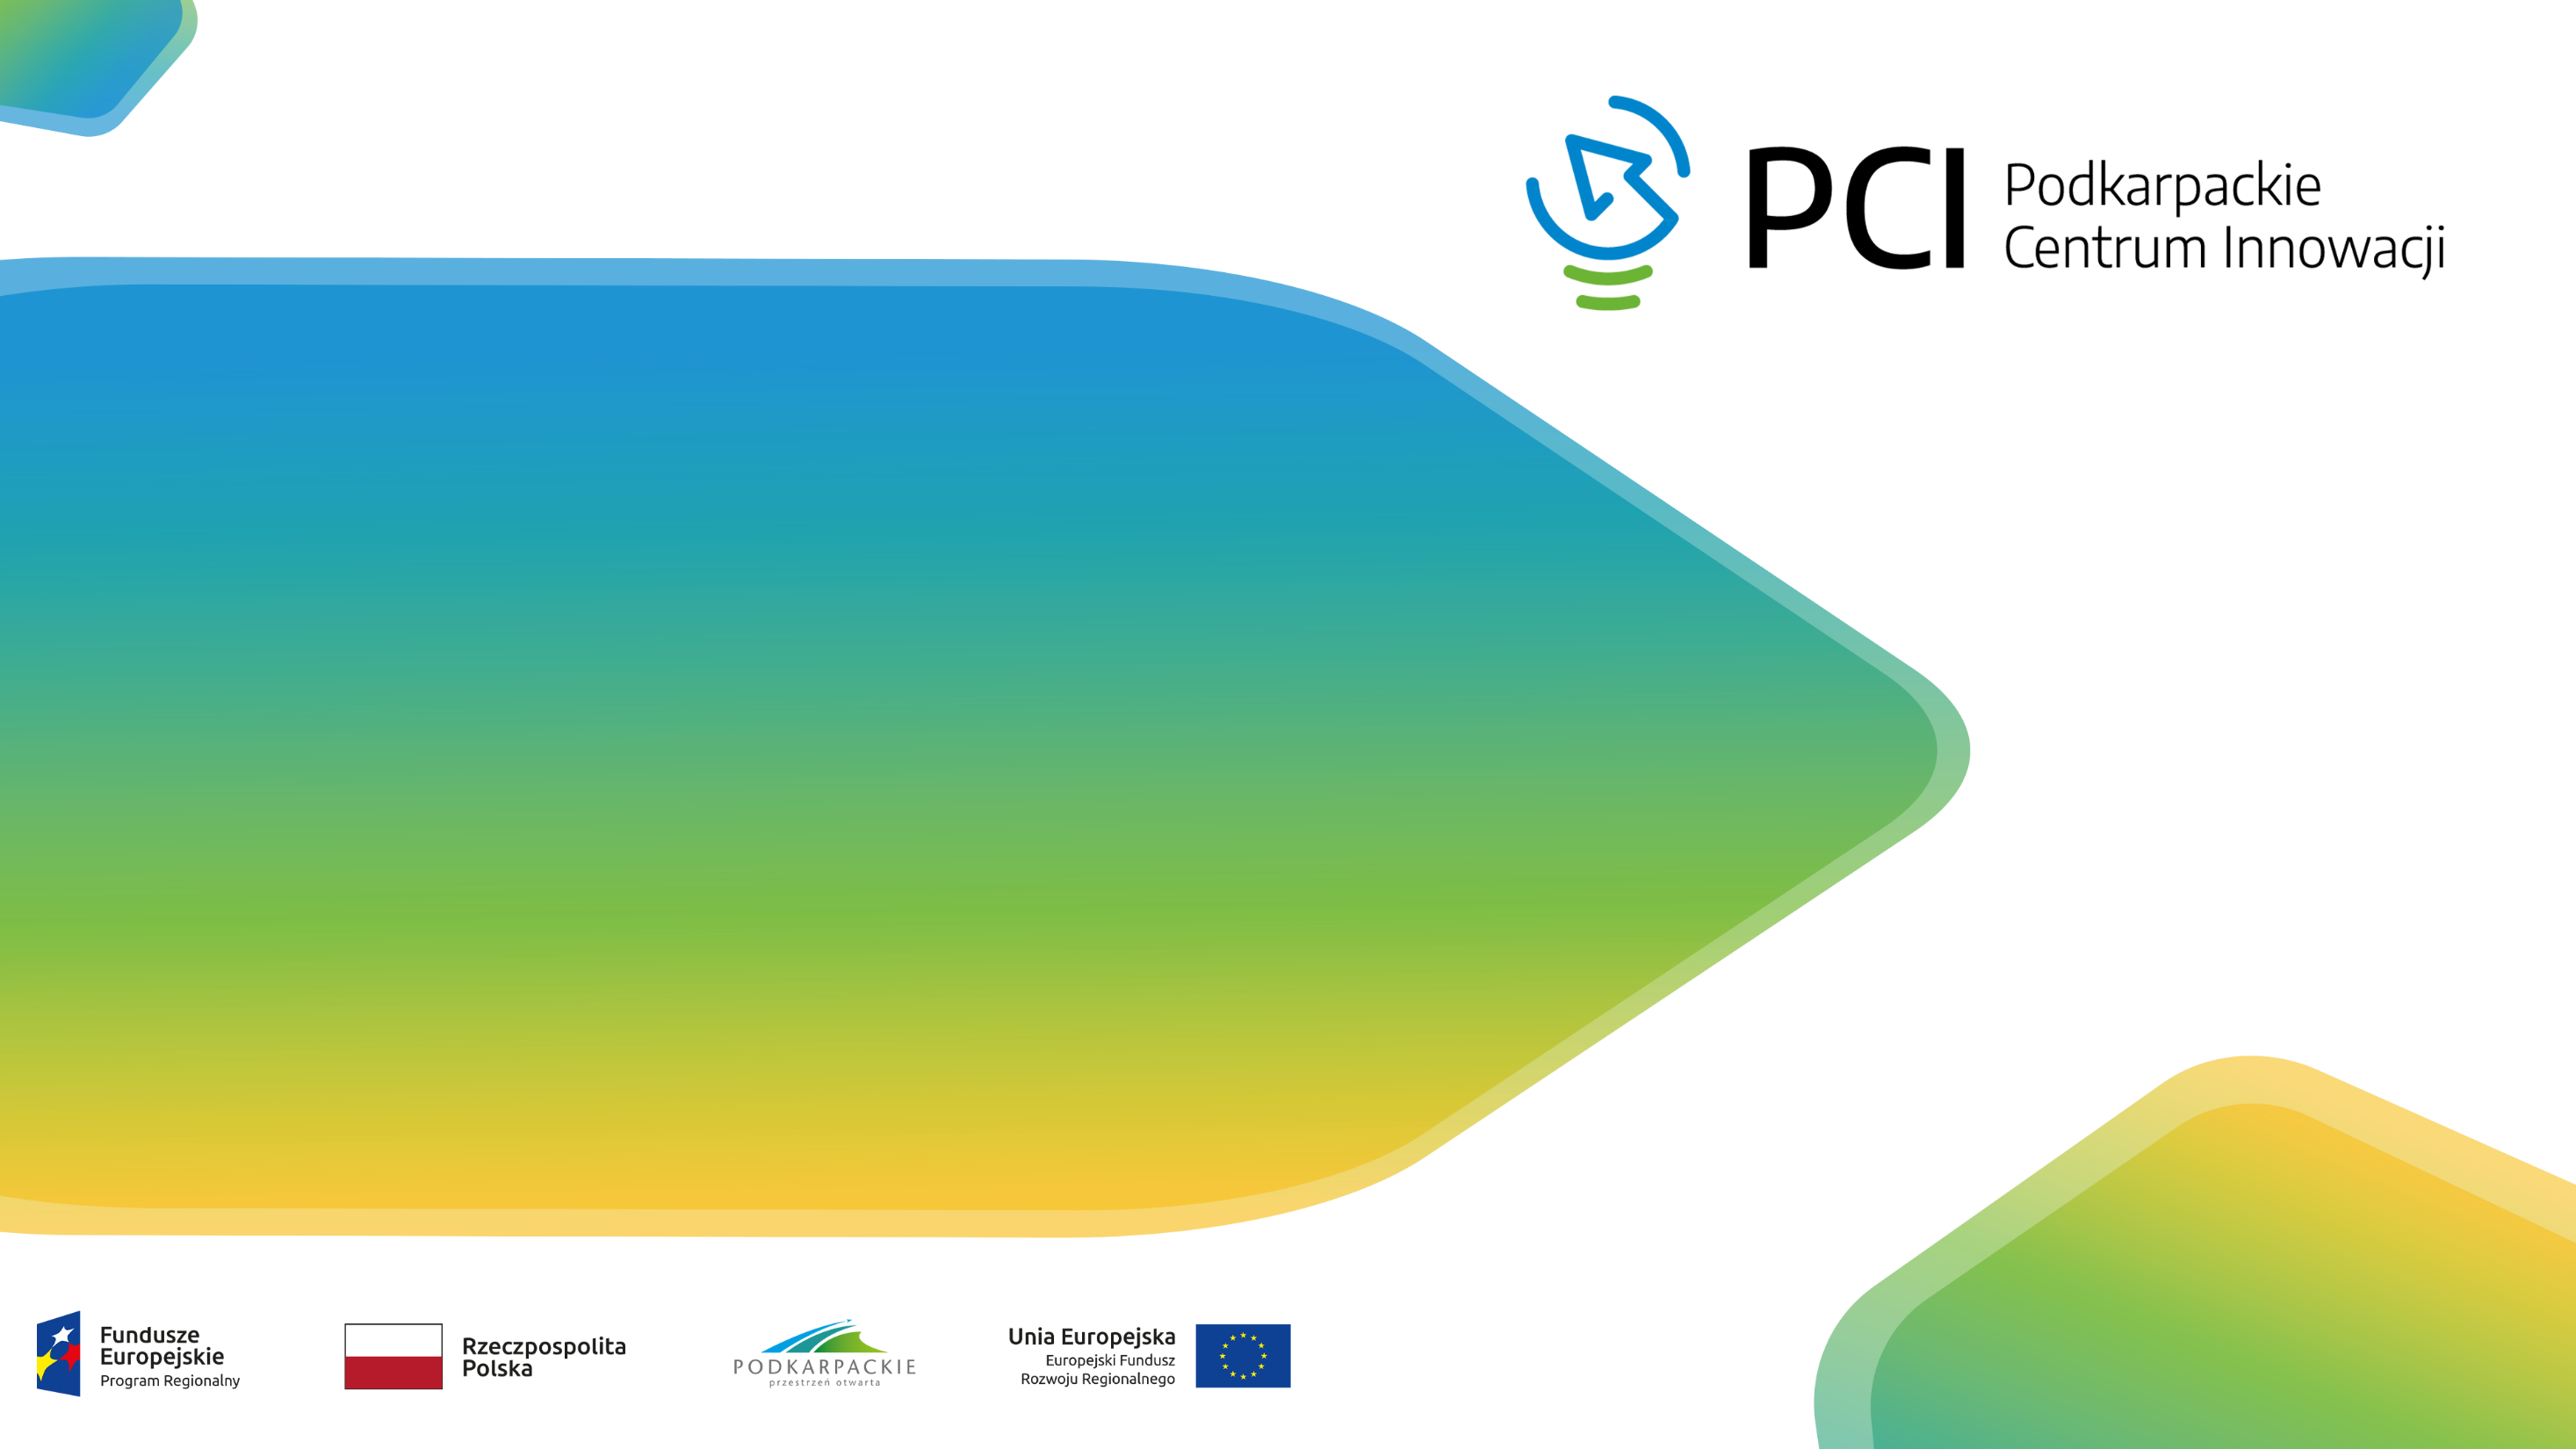 PCI
Podkarpackie
Centrum Innowacji
Fundusze
Europejskie
Program Regionalny
Rzeczpospolita
Polska
PODKARPACKIE
przestrzeń otwarta
Unia Europejska
Europejski Fundusz
Rozwoju Regionalnego